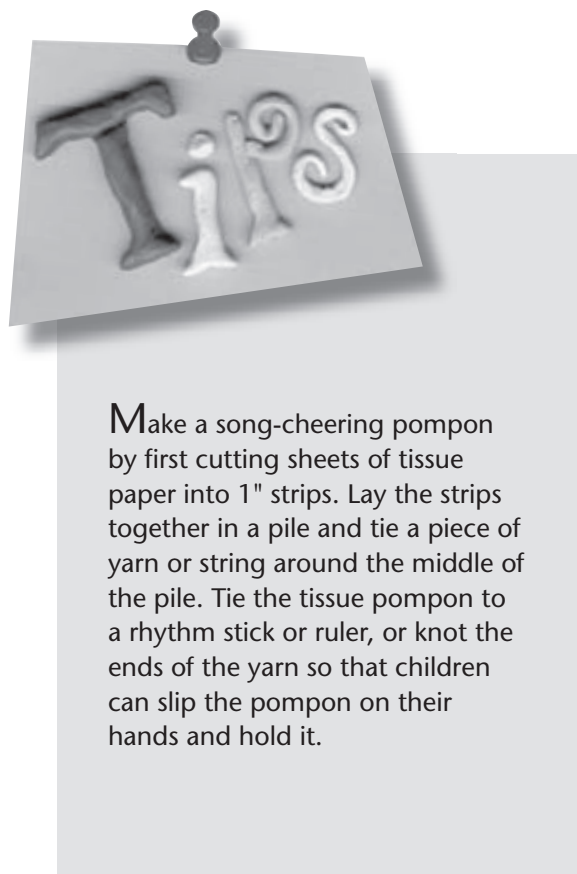 Tips
Make a song-cheering pompon
by first cutting sheets of tissue
paper into 1" strips. Lay the strips
together in a pile and tie a piece of
yarn or string around the middle of
the pile. Tie the tissue pompon to
a rhythm stick or ruler, or knot the
ends of the yarn so that children
can slip the pompon on their
hands and hold it.